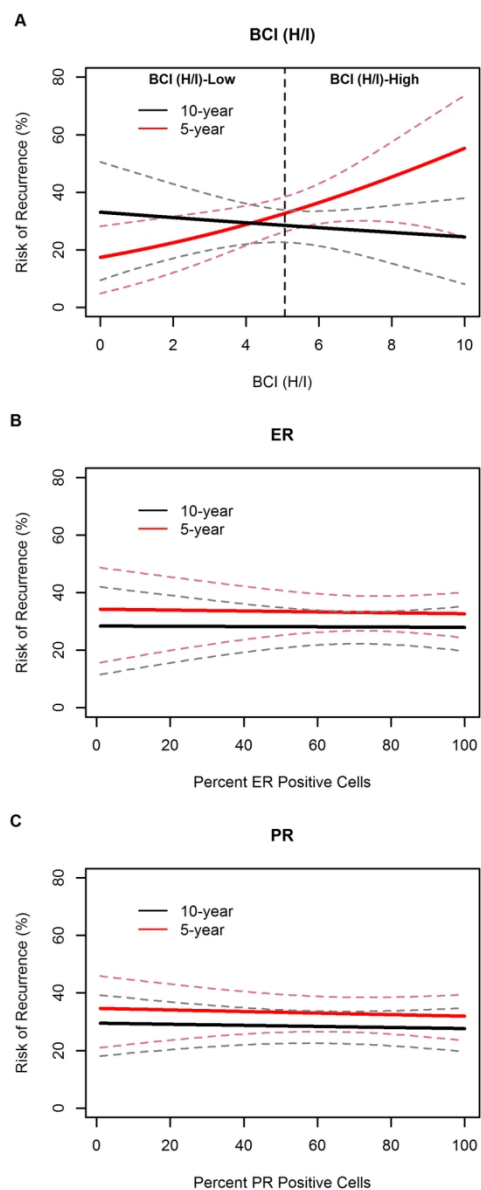 A
BCI (H/I)
BCI (H/I)-Low
BCI (H/I)-High
10-year
5-year
Risk of Recurrence (%)
0
20
40
60
80
0 2 4 6 8 10
BCI (H/I)
B
ER
10-year
5-year
Risk of Recurrence (%)
0
20
40
60
80
0 20 40 60 80 100
Percent ER Positive Cells
C
PR
10-year
5-year
Risk of Recurrence (%)
0
20
40
60
80
0 20 40 60 80 100
Percent PR Positive Cells